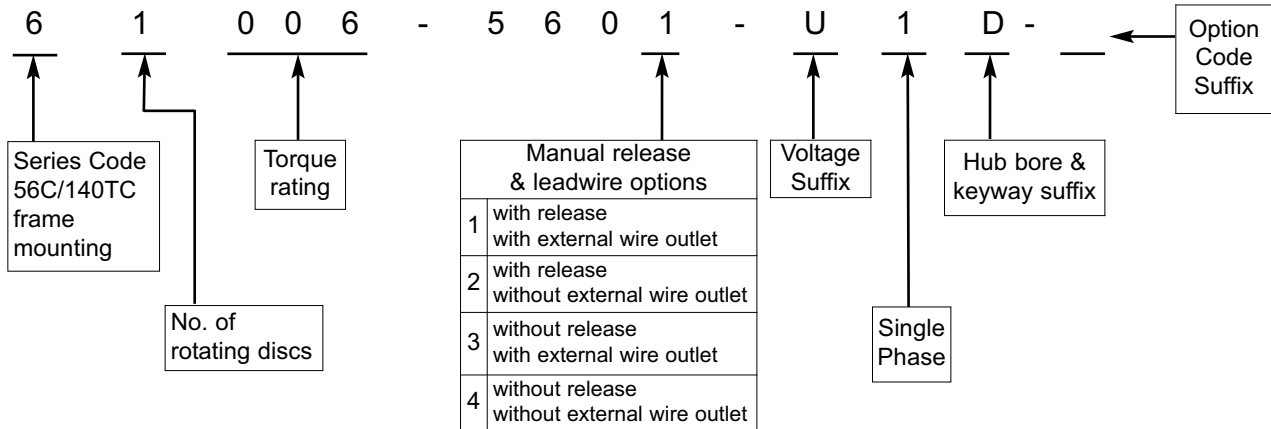 6 1 0 0 6 - 5 6 0 1 - U 1 D -
Option
Code
Suffix
Series Code
56C/140TC
frame
mounting
No. of
rotating discs
Torque
rating
Manual release
& leadwire options
1 with release
with external wire outlet
2 with release
without external wire outlet
3 without release
with external wire outlet
4 without release
without external wire outlet
Voltage
Suffix
Single
Phase
Hub bore &
keyway suffix